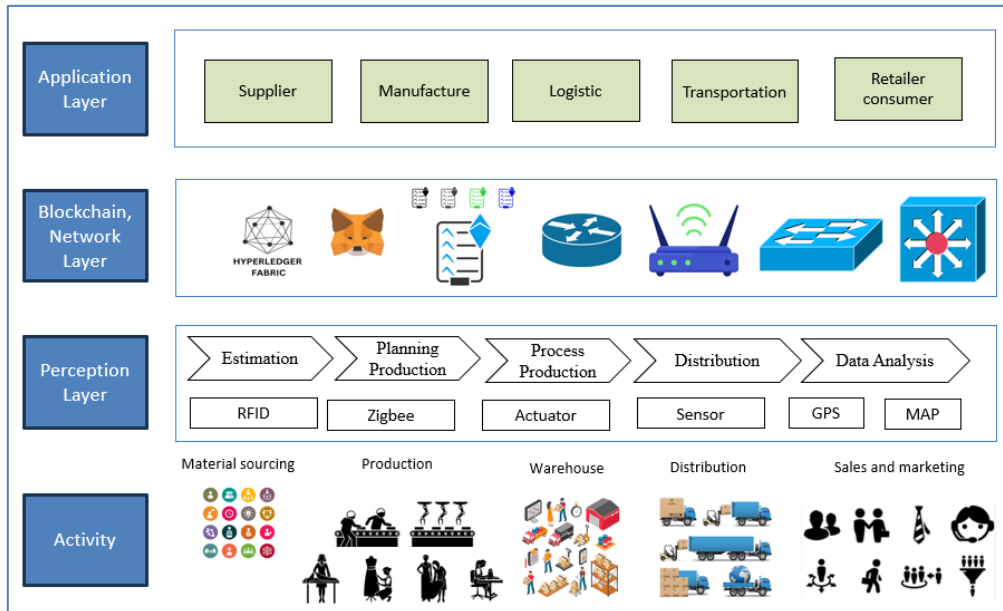 Application
Layer
Supplier
Manufacture
Logistic
Transportation
Retailer
consumer
Blockchain,
Network
Layer
HYPERLEDGER
FABRIC
Perception
Layer
Estimation
Planning
Production
Process
Production
Distribution
Data Analysis
RFID
Zigbee
Actuator
Sensor
GPS
MAP
Activity
Material sourcing
Production
Warehouse
Distribution
Sales and marketing